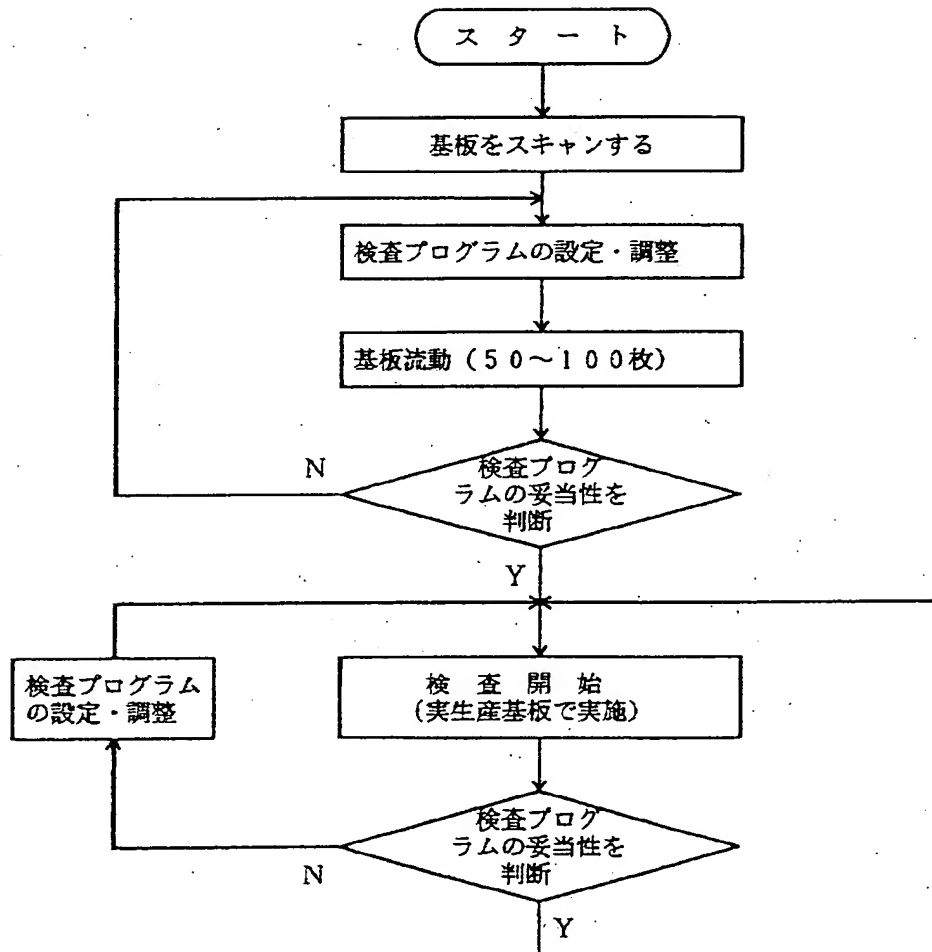 スタート
基板をスキャンする
検査プログラムの設定・調整
基板流動(50～100枚)
検査プログ
ラムの妥当性を
判断
N
Y
検査プログラム
の設定・調整
検査開始
(実生産基板で実施)
検査プログ
ラムの妥当性を
判断
N
Y